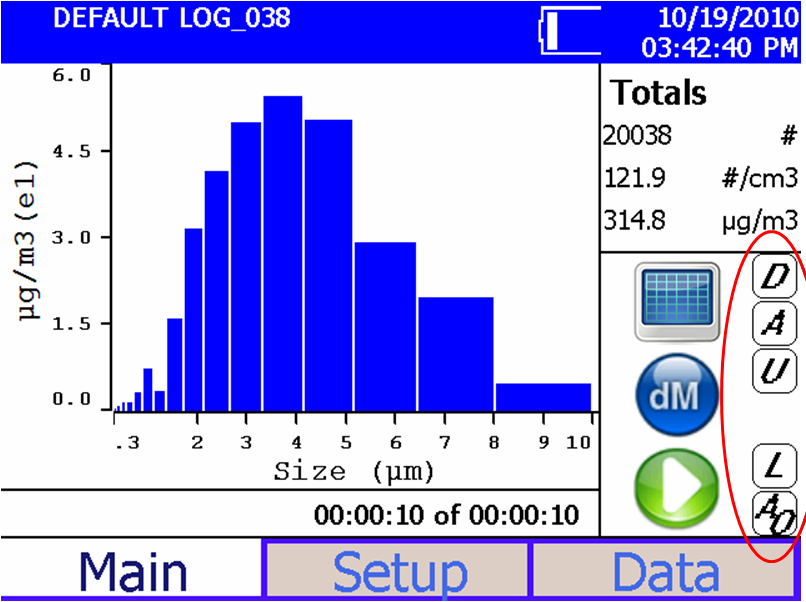 DEFAULT LOG_038
10/19/2010
03:42:40 PM
6.0
4.5
3.0
1.5
0.0
µg/m3(el)
.3 2 3 4 5 6 7 8 9 10
Size (µm)
Totals
20038 #
121.9 #/cm3
314.8 µg/m3
D
A
U
dM
L
AO
00:00:10 of 00:00:10
Main Setup Data